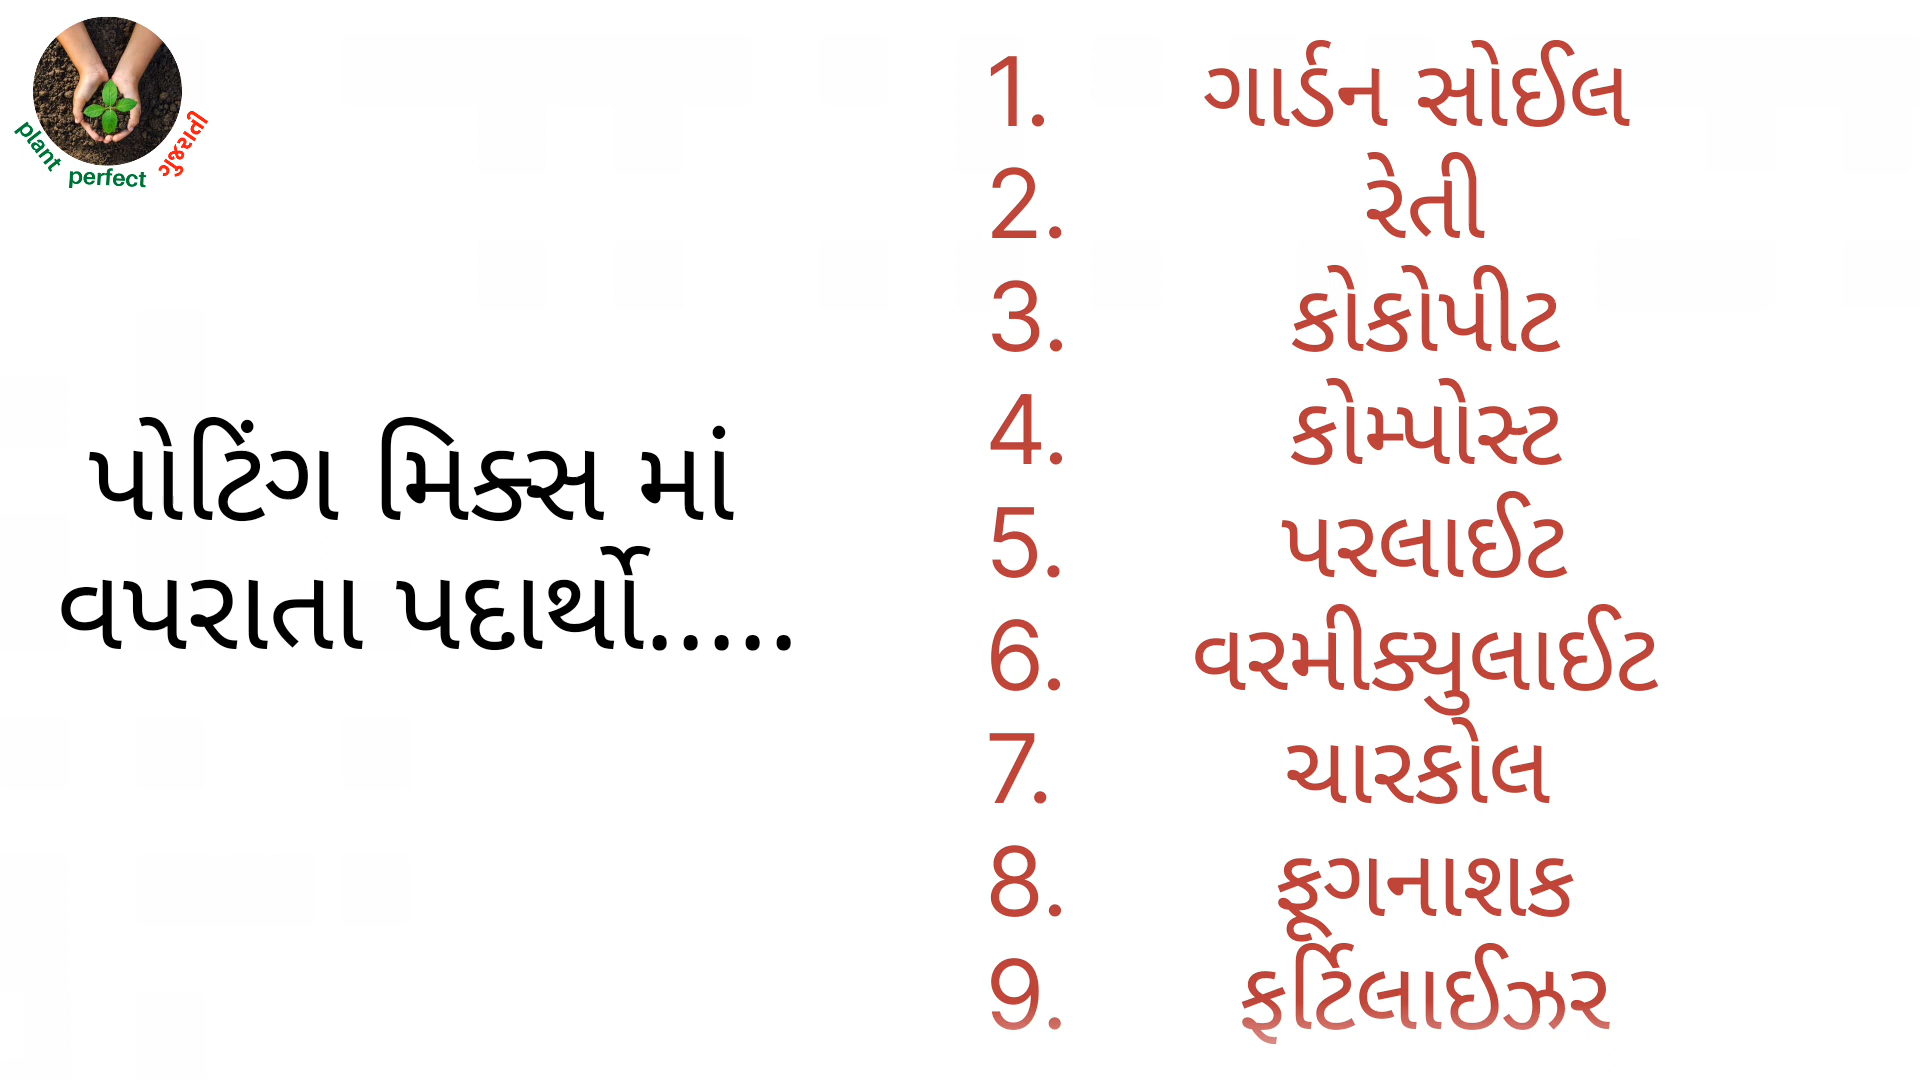 plant perfect ગુજરાતી
પોટિંગ મિક્સ માં
વપરાતા પદાર્થો.....
1. ગાર્ડન સોઈલ
2. રેતી
3. કોકોપીટ
4. કોમ્પોસ્ટ
5. પરલાઈટ
6. વરમીક્યુલાઈટ
7. ચારકોલ
8. ફૂગનાશક
9. ફર્ટિલાઈઝર